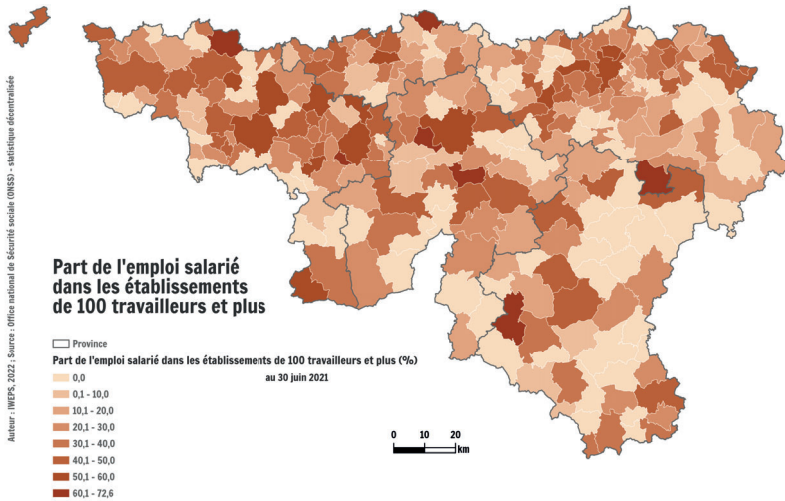 Part de l'emploi salarié
dans les établissements
de 100 travailleurs et plus
Province
Part de l'emploi salarié dans les établissements de 100 travailleurs et plus (%)
au 30 juin 2021
0,0
0,1 - 10,0
10,1 - 20,0
20,1 - 30,0
30,1 - 40,0
40,1 - 50,0
50,1 - 60,0
60,1 - 72,6
0 10 20
km
Auteur : IWEPS, 2022 ; Source : Office national de Sécurité sociale (ONSS) - statistique décentralisée